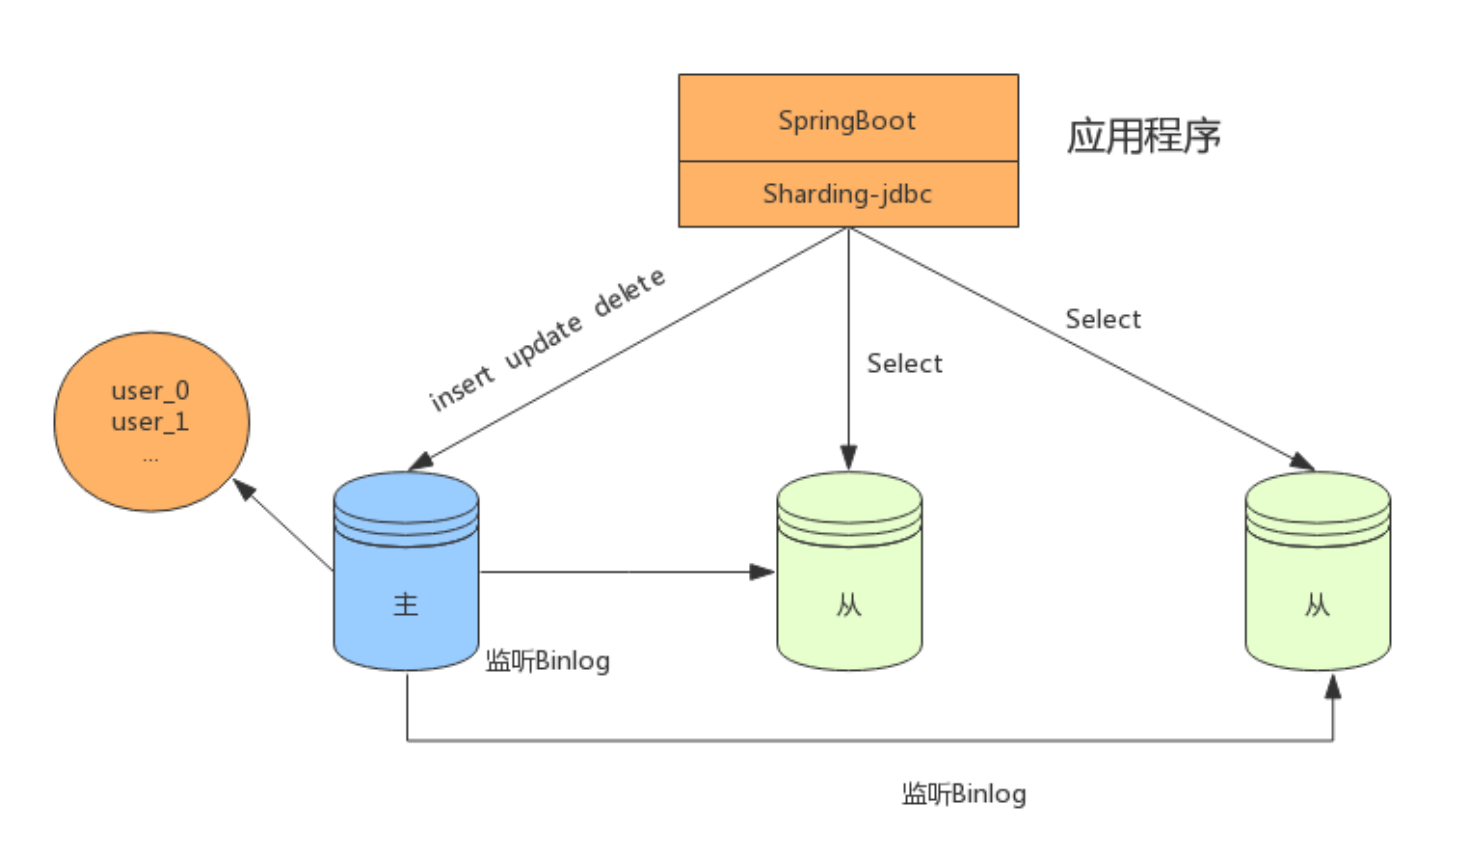 SpringBoot
应用程序
Sharding-jdbc
insert update delete
Select
Select
user_0
user_1
...
主
从
从
监听Binlog
监听Binlog